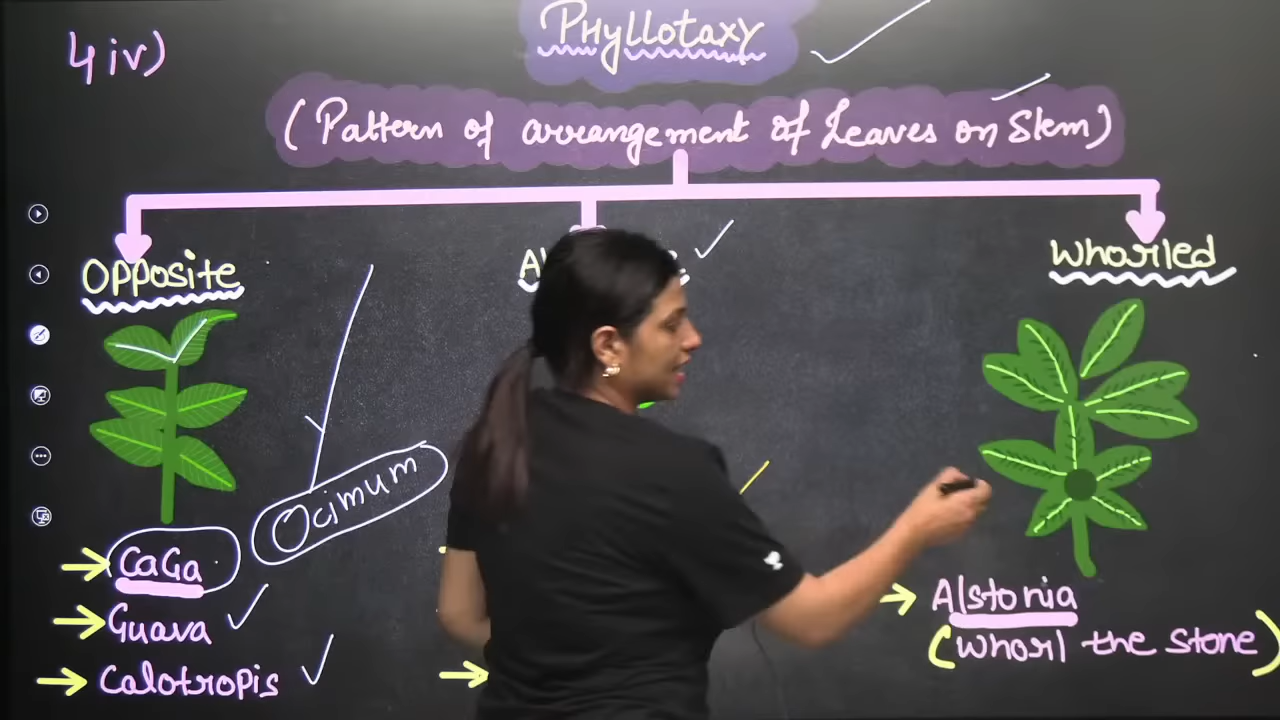 4 iv)
PHyllotaxy
(Pattern of arrangement of Leaves on Stem)
OPPosite
Whorled
Ocimum
CaGa
Guava
Calotropis
Alstonia
(Whorl the stone)